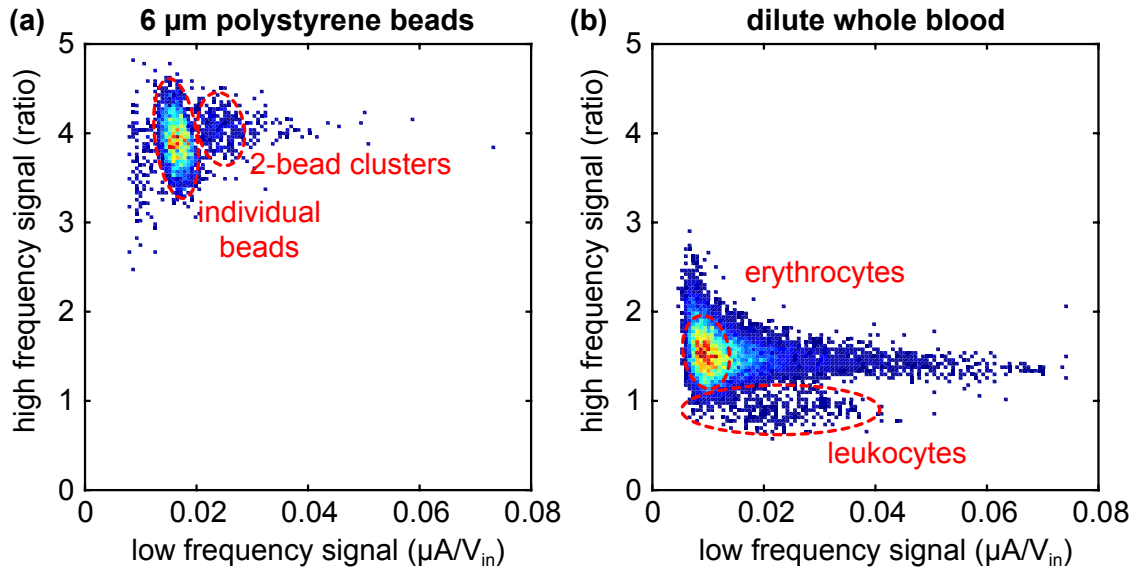 (a) 6 µm polystyrene beads
high frequency signal (ratio)
5
4
3
2
1
0
2-bead clusters
individual
beads
0 0.02 0.04 0.06 0.08
low frequency signal (µA/Vin)
(b) dilute whole blood
high frequency signal (ratio)
5
4
3
2
1
0
erythrocytes
leukocytes
0 0.02 0.04 0.06 0.08
low frequency signal (µA/Vin)